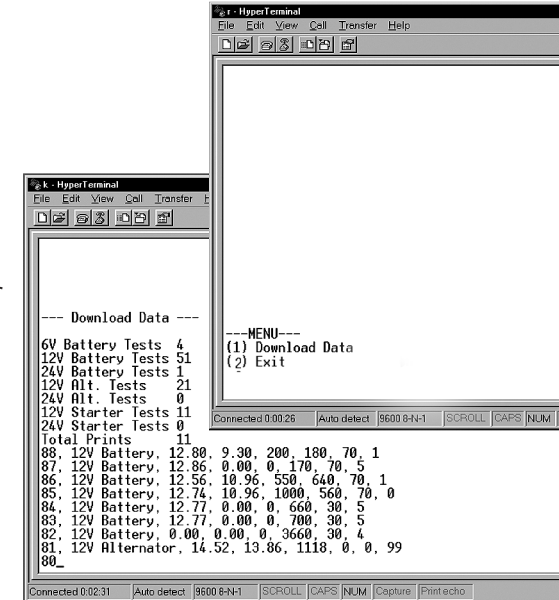 r - HyperTerminal
File Edit View Call Transfer Help
---MENU---
(1) Download Data
(2) Exit
Connected 0:00:26 Auto detect 9600 8-N-1 SCROLL CAPS NUM
k - HyperTerminal
File Edit View Call Transfer
--- Download Data ---
6V Battery Tests 4
12V Battery Tests 51
24V Battery Tests 1
12V Alt. Tests 21
24V Alt. Tests 0
12V Starter Tests 11
24V Starter Tests 0
Total Prints 11
88, 12V Battery, 12.80, 9.30, 200, 180, 70, 1
87, 12V Battery, 12.86, 0.00, 0, 170, 70, 5
86, 12V Battery, 12.56, 10.96, 550, 640, 70, 1
85, 12V Battery, 12.74, 10.96, 1000, 560, 70, 0
84, 12V Battery, 12.77, 0.00, 0, 660, 30, 5
83, 12V Battery, 12.77, 0.00, 0, 700, 30, 5
82, 12V Battery, 0.00, 0.00, 0, 3660, 30, 4
81, 12V Alternator, 14.52, 13.86, 1118, 0, 0, 99
80_
Connected 0:02:31 Auto detect 9600 8-N-1 SCROLL CAPS NUM Capture Print echo